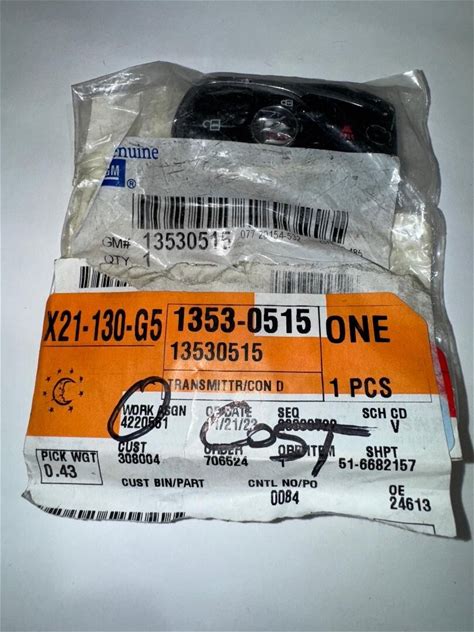 enuine
GM
®
GM# 13530515
QTY 1
X21-130-G5
1353-0515
13530515
ONE
TRANSMITTR/CON D
1 PCS
WORK ASGN
4220561
SEQ
SCH CD
V
CUST
308004
ORDER
706524
1
SHPT
51-6682157
COST
PICK WGT
0.43
CUST BIN/PART
CNTL NO/PO
0084
OE
24613